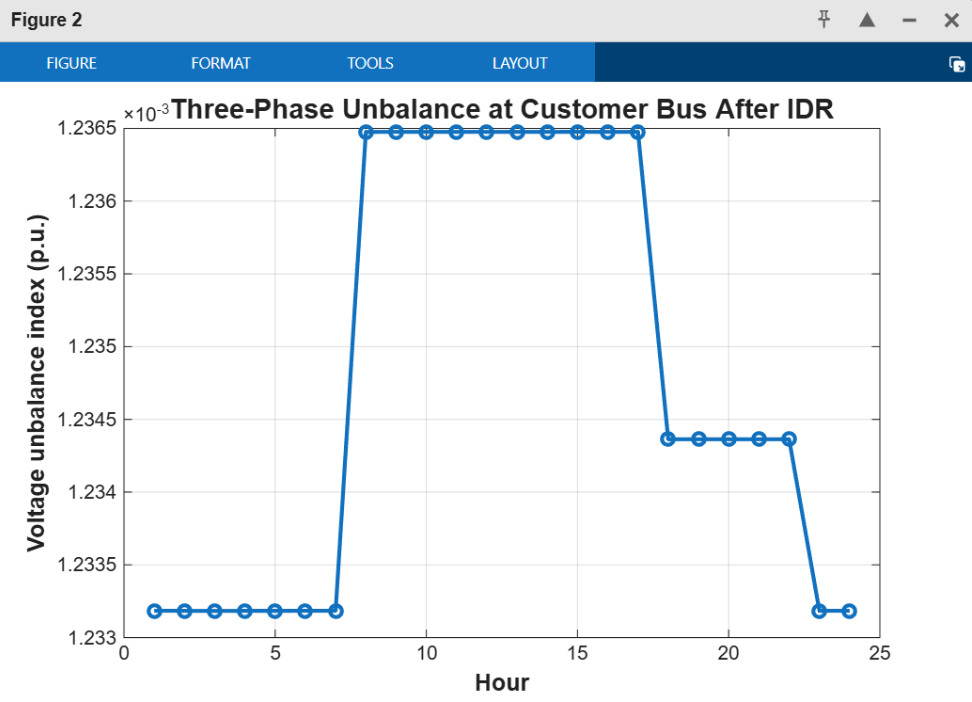 Figure 2
FIGURE FORMAT TOOLS LAYOUT
×10-3
Three-Phase Unbalance at Customer Bus After IDR
1.2365
1.236
1.2355
1.235
1.2345
1.234
1.2335
1.233
Voltage unbalance index (p.u.)
0 5 10 15 20 25
Hour